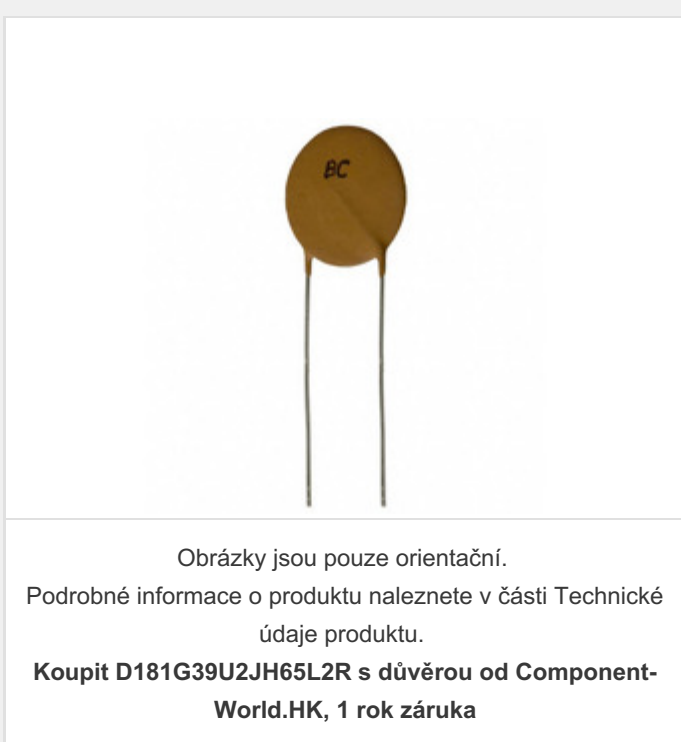 BC
Obrázky jsou pouze orientační.
Podrobné informace o produktu naleznete v části Technické
údaje produktu.
Koupit D181G39U2JH65L2R s důvěrou od Component-
World.HK, 1 rok záruka